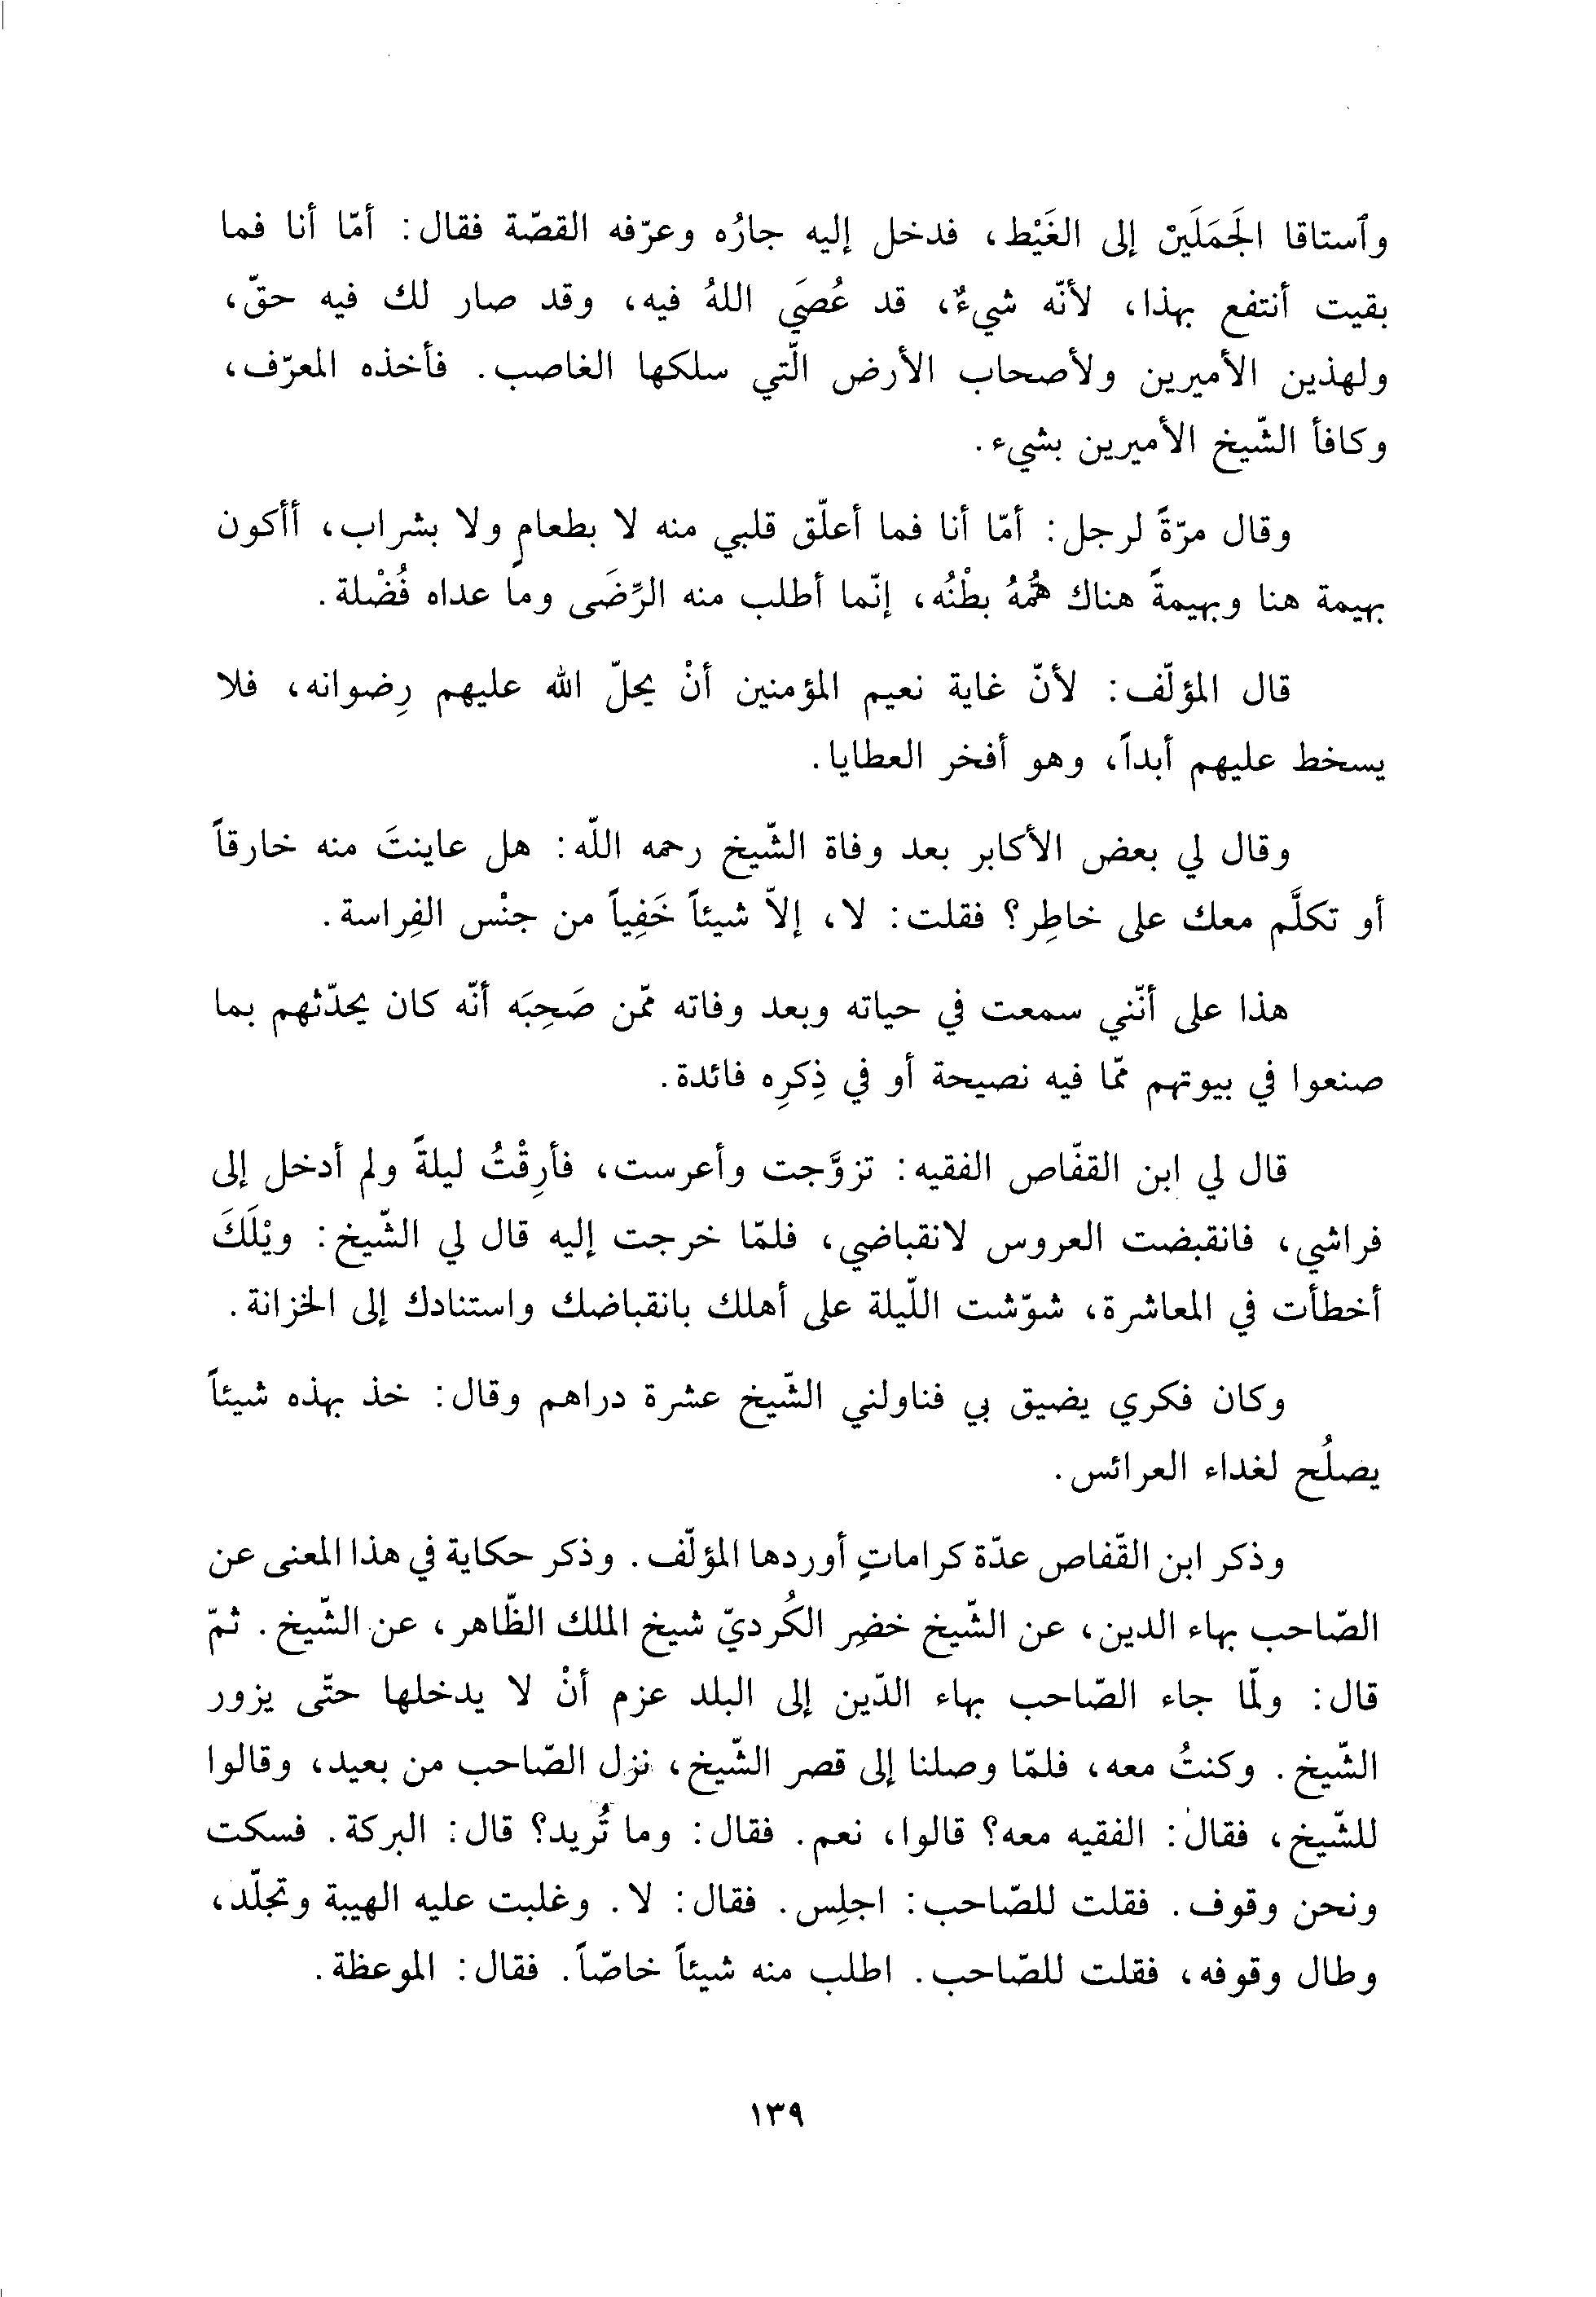 وٱستاقا الجَمَلَينْ إلى الغَيْط، فدخل إليه جارُه وعرّفه القصّة فقال: أمّا أنا فما
بقيت أنتفع بهذا، لأنّه شيءٌ، قد عُصَي اللهُ فيه، وقد صار لك فيه حقّ،
ولهذين الأميرين ولأصحاب الأرض الّتي سلكها الغاصب. فأخذه المعرّف،
وكافأ الشّيخ الأميرين بشيء.
وقال مرّةً لرجل: أمّا أنا فما أعلّق قلبي منه لا بطعامٍ ولا بشراب، أأكون
بهيمة هنا وبهيمةً هناك هُمُّهُ بطْنُه، إنّما أطلب منه الرِّضَى وما عداه فُضْلة.
قال المؤلّف: لأنّ غاية نعيم المؤمنين أنْ يحلّ الله عليهم رِضوانه، فلا
يسخط عليهم أبداً، وهو أفخر العطايا.
وقال لي بعض الأكابر بعد وفاة الشّيخ رحمه اللّه: هل عاينتَ منه خارقاً
أو تكلَّم معك على خاطِر؟ فقلت: لا، إلاّ شيئاً خَفِياً من جنْس الفِراسة.
هذا على أنّني سمعت في حياته وبعد وفاته ممّن صَحِبَه أنّه كان يحدّثهم بما
صنعوا في بيوتهم ممّا فيه نصيحة أو في ذِكرِه فائدة.
قال لي ابن القفّاص الفقيه: تزوَّجت وأعرست، فأرِقْتُ ليلةً ولم أدخل إلى
فراشي، فانقبضت العروس لانقباضي، فلمّا خرجت إليه قال لي الشّيخ: ويْلَكَ
أخطأت في المعاشرة، شوّشت اللّيلة على أهلك بانقباضك واستنادك إلى الخزانة.
وكان فكري يضيق بي فناولني الشّيخ عشرة دراهم وقال: خذ بهذه شيئاً
يصلُح لغداء العرائس.
وذكر ابن القّفاص عدّة كراماتٍ أوردها المؤلّف. وذكر حكاية في هذا المعنى عن
الصّاحب بهاء الدين، عن الشّيخ خضِر الكُرديّ شيخ الملك الظّاهر، عن الشّيخ. ثمّ
قال: ولمّا جاء الصّاحب بهاء الدّين إلى البلد عزم أنْ لا يدخلها حتّى يزور
الشّيخ. وكنتُ معه، فلمّا وصلنا إلى قصر الشّيخ، نزل الصّاحب من بعيد، وقالوا
للشّيخ، فقال: الفقيه معه؟ قالوا، نعم. فقال: وما تُريد؟ قال: البركة. فسكت
ونحن وقوف. فقلت للصّاحب: اجلِس. فقال: لا. وغلبت عليه الهيبة وتجلّد،
وطال وقوفه، فقلت للصّاحب. اطلب منه شيئاً خاصّاً. فقال: الموعظة.
١٣٩